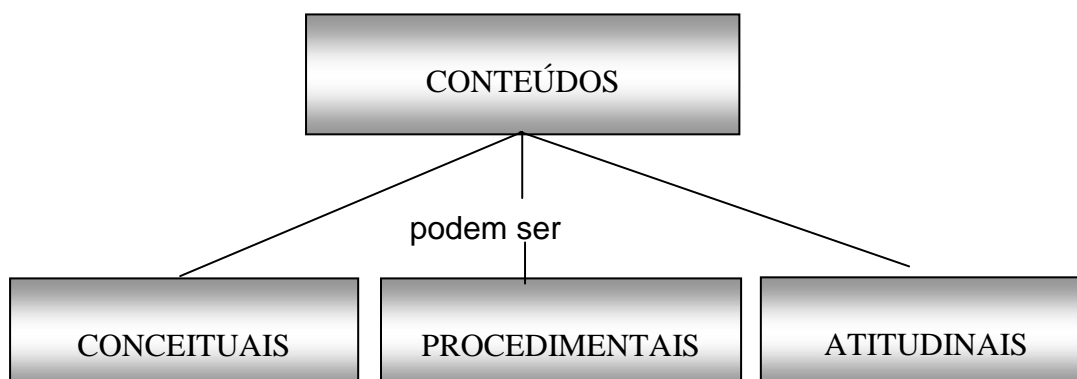 CONTEÚDOS
podem ser
CONCEITUAIS
PROCEDIMENTAIS
ATITUDINAIS